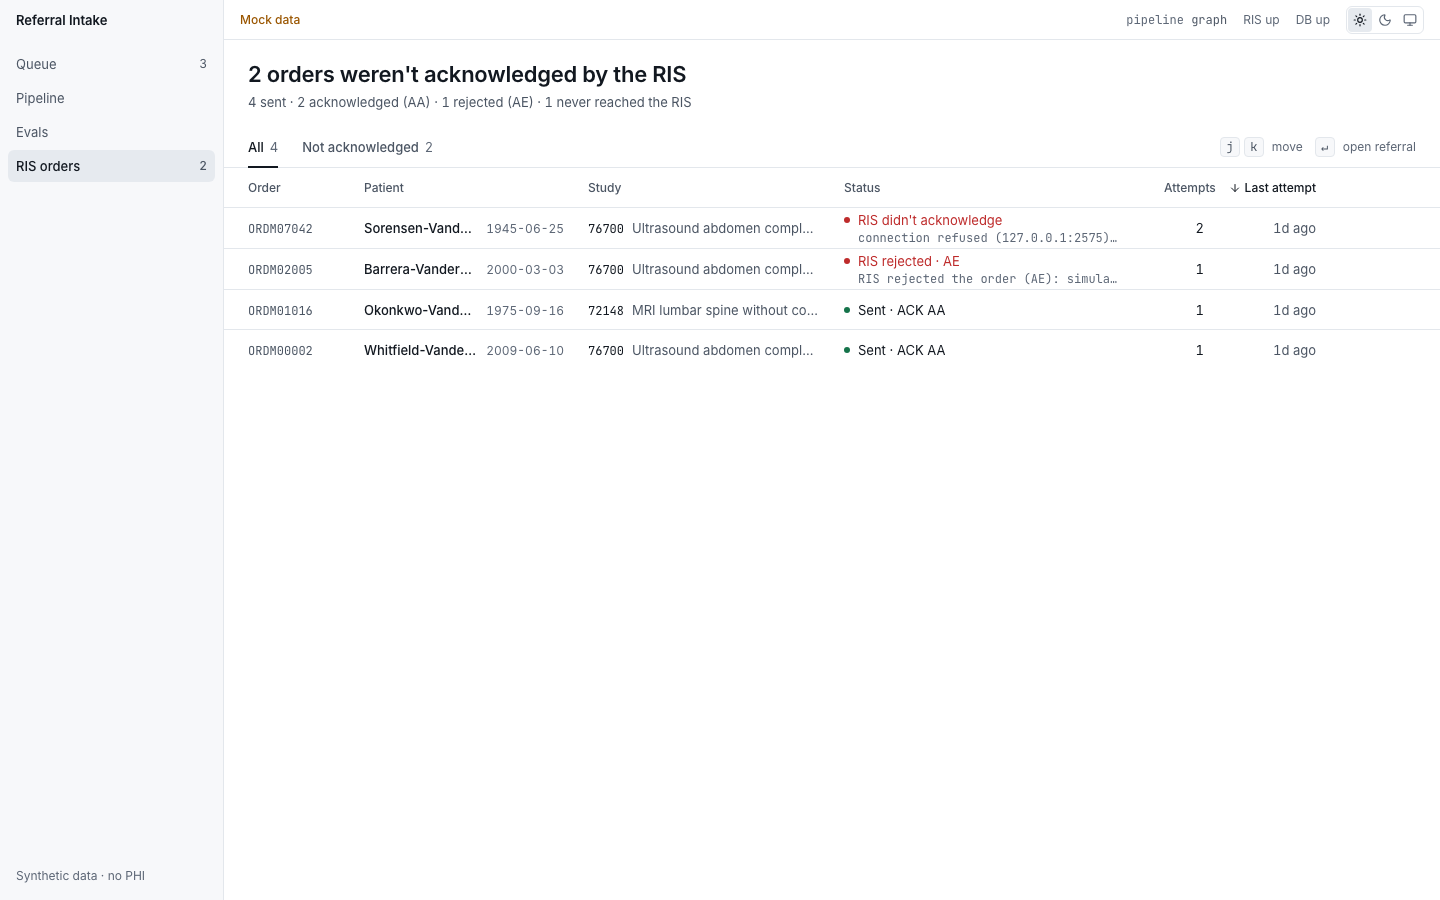 Referral Intake
Queue 3
Pipeline
Evals
RIS orders 2
Synthetic data · no PHI
Mock data
pipeline graph RIS up DB up
2 orders weren't acknowledged by the RIS
4 sent · 2 acknowledged (AA) · 1 rejected (AE) · 1 never reached the RIS
All 4 Not acknowledged 2
j k move ↵ open referral
Order Patient Study Status Attempts ↓ Last attempt
ORDM07042 Sorensen-Vand... 1945-06-25 76700 Ultrasound abdomen compl... RIS didn't acknowledge 2 1d ago
connection refused (127.0.0.1:2575)…
ORDM02005 Barrera-Vander... 2000-03-03 76700 Ultrasound abdomen compl... RIS rejected · AE 1 1d ago
RIS rejected the order (AE): simula…
ORDM01016 Okonkwo-Vand... 1975-09-16 72148 MRI lumbar spine without co... Sent · ACK AA 1 1d ago
ORDM00002 Whitfield-Vande... 2009-06-10 76700 Ultrasound abdomen compl... Sent · ACK AA 1 1d ago